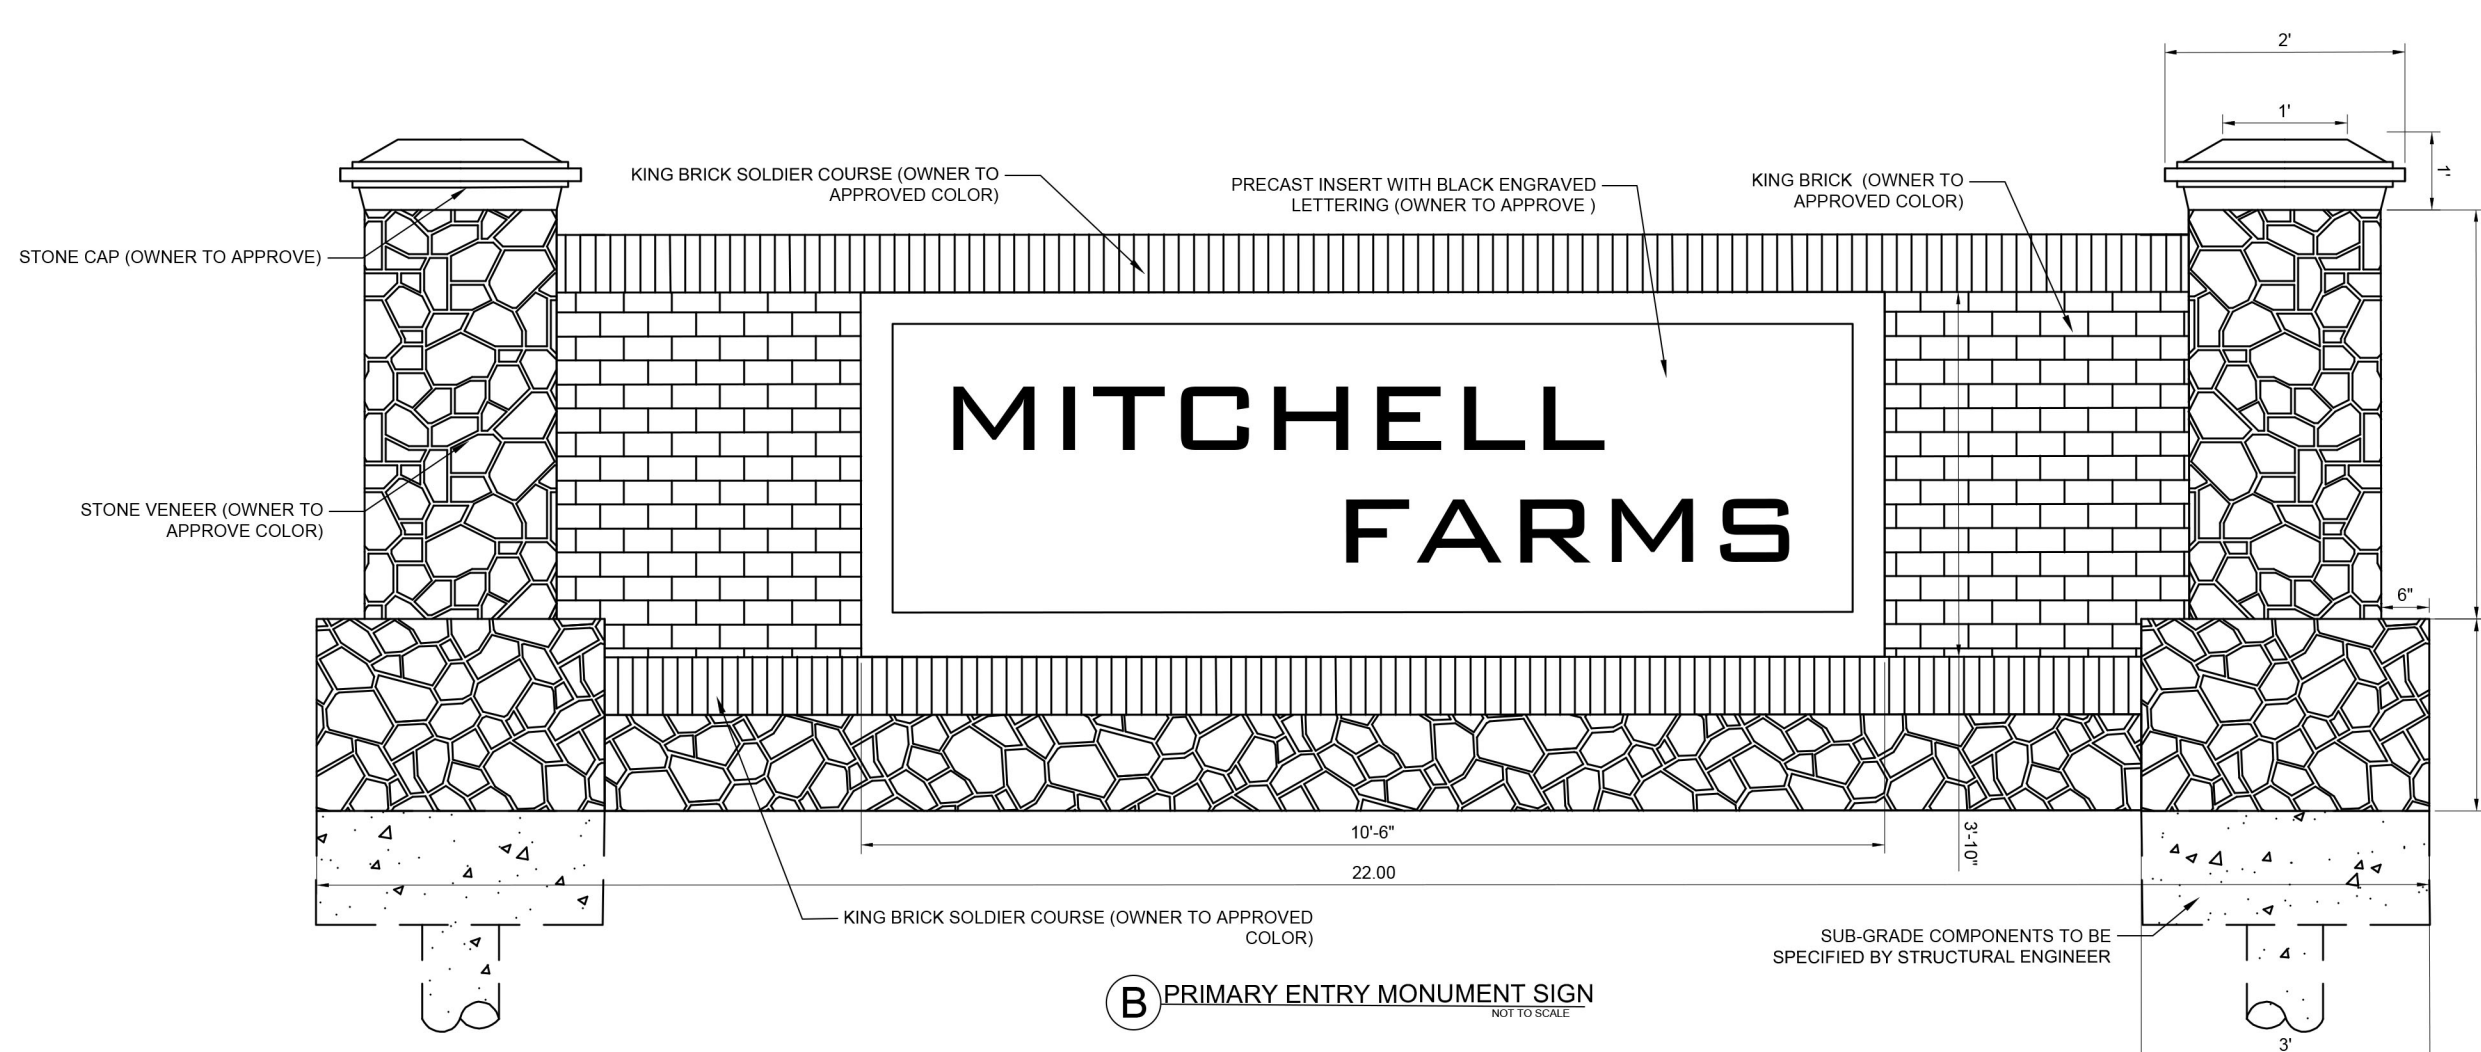 2'
1'
1'
KING BRICK SOLDIER COURSE (OWNER TO
APPROVED COLOR)
PRECAST INSERT WITH BLACK ENGRAVED
LETTERING (OWNER TO APPROVE )
KING BRICK (OWNER TO
APPROVED COLOR)
STONE CAP (OWNER TO APPROVE)
MITCHELL
FARMS
STONE VENEER (OWNER TO
APPROVE COLOR)
6"
10'-6"
3'-10"
22.00
KING BRICK SOLDIER COURSE (OWNER TO APPROVED
COLOR)
SUB-GRADE COMPONENTS TO BE
SPECIFIED BY STRUCTURAL ENGINEER
B PRIMARY ENTRY MONUMENT SIGN
NOT TO SCALE
3'